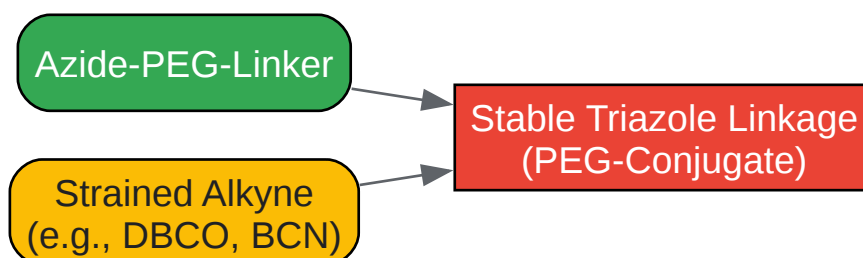 Azide-PEG-Linker
Stable Triazole Linkage
(PEG-Conjugate)
Strained Alkyne
(e.g., DBCO, BCN)